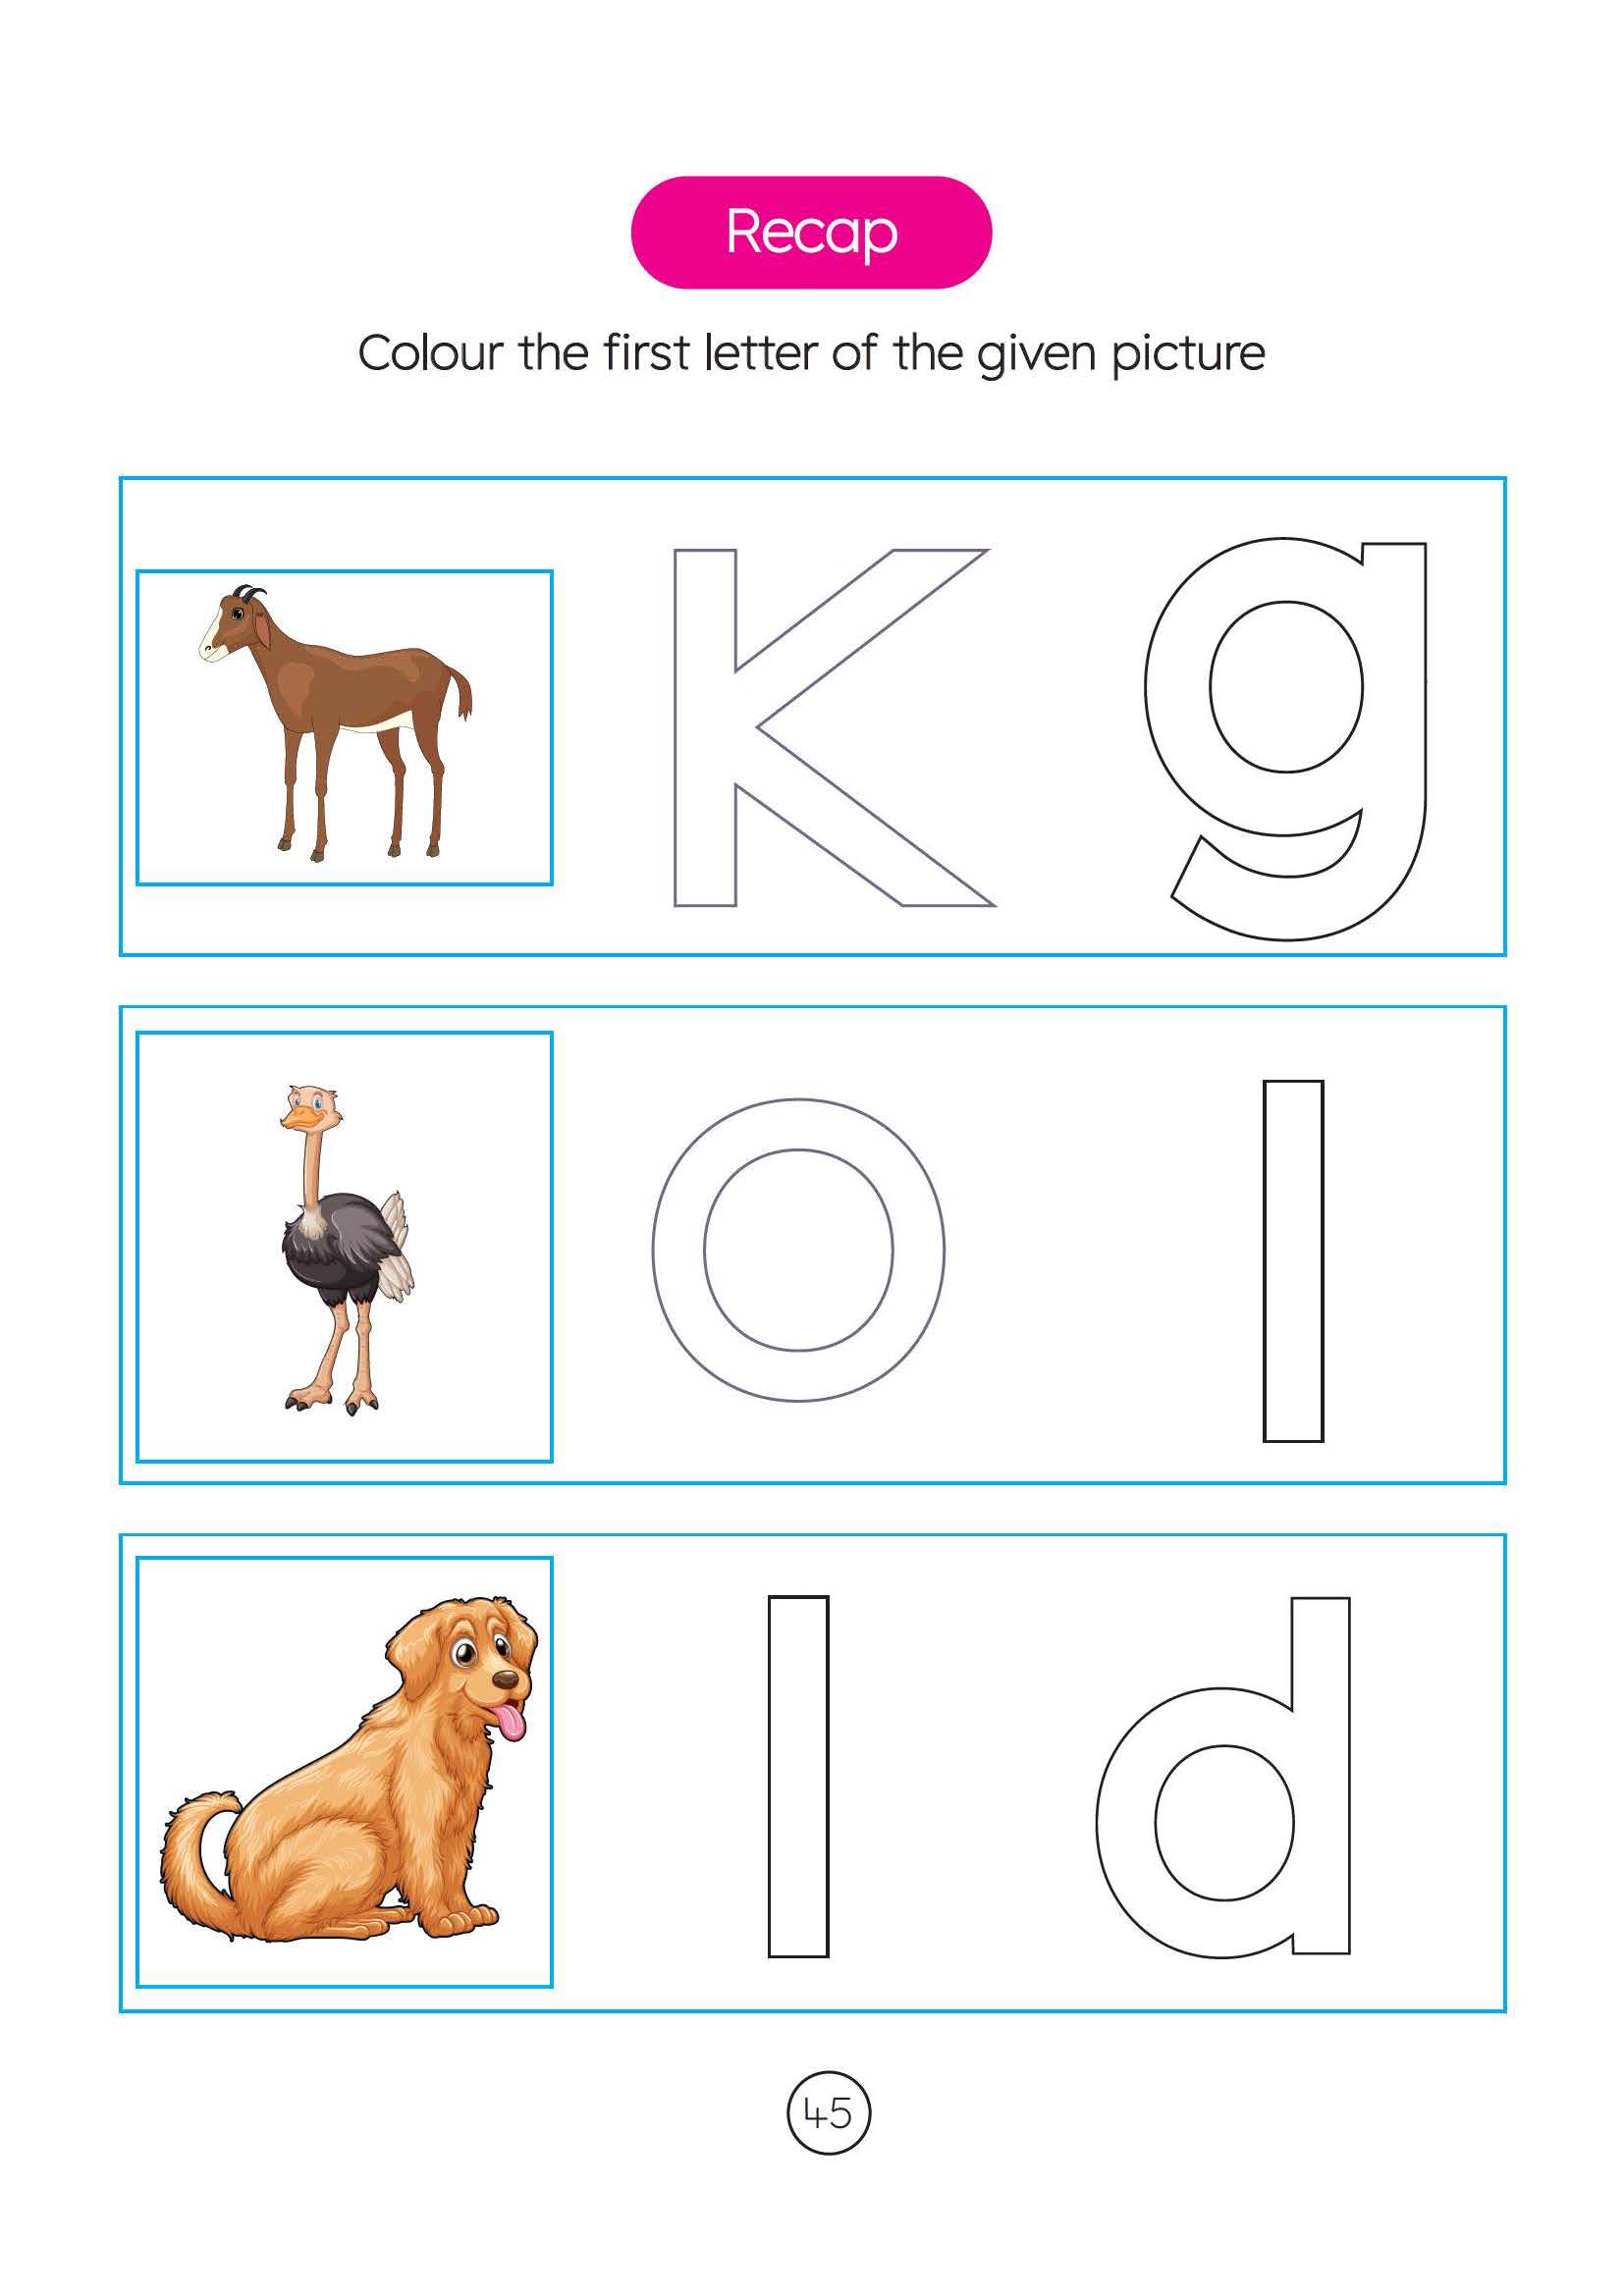 Recap
Colour the first letter of the given picture
K g
o l
l d
45